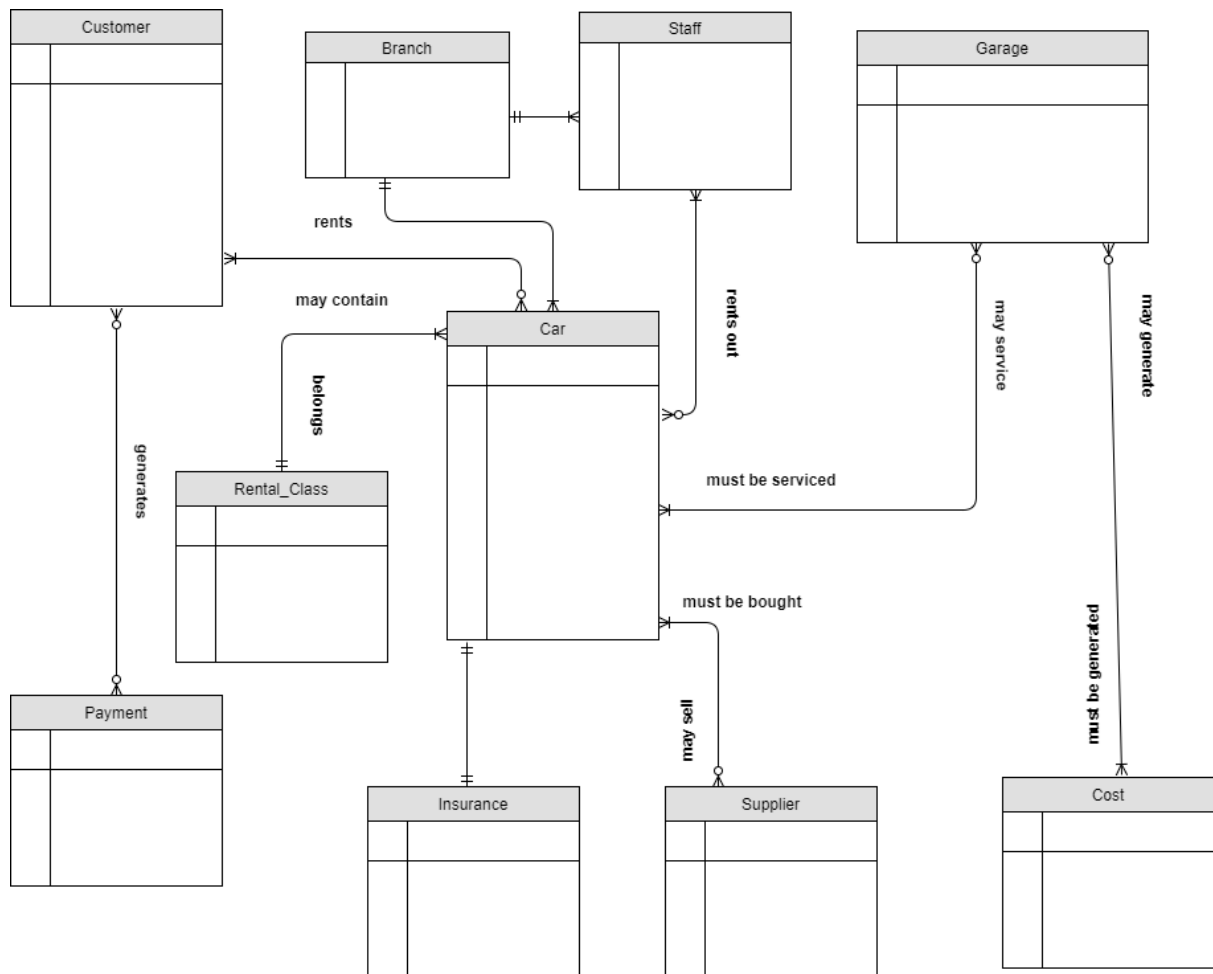 Customer
Branch
Staff
Garage
rents
may contain
Car
rents out
may service
may generate
belongs
generates
Rental_Class
must be serviced
must be bought
may sell
must be generated
Payment
Insurance
Supplier
Cost